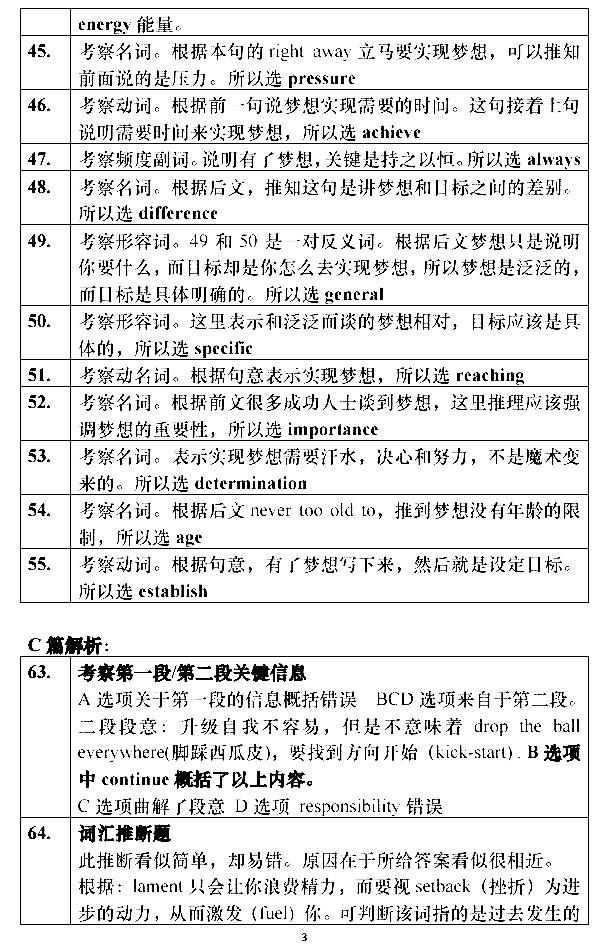 energy 能量。
45. 考察名词。根据本句的 right away 立马要实现梦想，可以推知
前面说的是压力。所以选 pressure
46. 考察动词。根据前一句说梦想实现需要的时间。这句接着上句
说明需要时间来实现梦想，所以选 achieve
47. 考察频度副词。说明有了梦想，关键是持之以恒。所以选 always
48. 考察名词。根据后文，推知这句是讲梦想和目标之间的差别。
所以选 difference
49. 考察形容词。49 和 50 是一对反义词。根据后文梦想只是说明
你要什么，而目标却是你怎么去实现梦想，所以梦想是泛泛的，
而目标是具体明确的。所以选 general
50. 考察形容词。这里表示和泛泛而谈的梦想相对，目标应该是具
体的，所以选 specific
51. 考察动名词。根据句意表示实现梦想，所以选 reaching
52. 考察名词。根据前文很多成功人士谈到梦想，这里推理应该强
调梦想的重要性，所以选 importance
53. 考察名词。表示实现梦想需要汗水，决心和努力，不是魔术变
来的。所以选 determination
54. 考察名词。根据后文 never too old to，推到梦想没有年龄的限
制，所以选 age
55. 考察动词。根据句意，有了梦想写下来，然后就是设定目标。
所以选 establish
C 篇解析：
63. 考察第一段/第二段关键信息
A 选项关于第一段的信息概括错误 BCD 选项来自于第二段。
二段段意：升级自我不容易，但是不意味着 drop the ball
everywhere(脚踩西瓜皮)，要找到方向开始（kick-start）. B 选项
中 continue 概括了以上内容。
C 选项曲解了段意 D 选项 responsibility 错误
64. 词汇推断题
此推断看似简单，却易错。原因在于所给答案看似很相近。
根据：lament 只会让你浪费精力，而要视 setback（挫折）为进
步的动力，从而激发（fuel）你。可判断该词指的是过去发生的
3